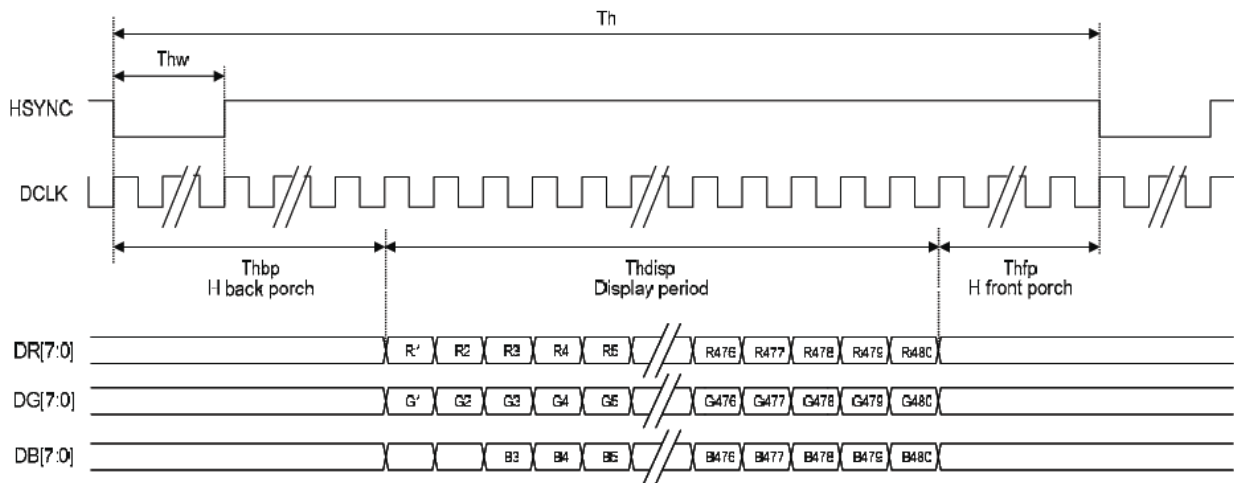 Th
Thw
HSYNC
DCLK
Thbp Thdisp Thfp
H back porch Display period H front porch
DR[7:0] R1 R2 R3 R4 R5 R476 R477 R478 R479 R480
DG[7:0] G1 G2 G3 G4 G5 G476 G477 G478 G479 G480
DB[7:0] B3 B4 B5 B476 B477 B478 B479 B480